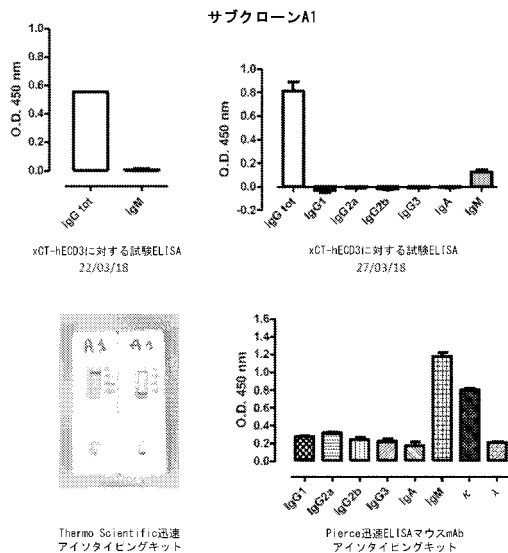 サブクローンA1
O.D. 450 nm
1.0
0.8
0.6
0.4
0.2
0.0
IgG tot
IgM
xCT-hECD3に対する試験ELISA
22/03/18
O.D. 450 nm
1.0
0.8
0.6
0.4
0.2
0.0
-0.2
IgG tot
IgG1
IgG2a
IgG2b
IgG3
IgA
IgM
xCT-hECD3に対する試験ELISA
27/03/18
A1
A1
Thermo Scientific迅速
アイソタイピングキット
O.D. 450 nm
1.6
1.4
1.2
1.0
0.8
0.6
0.4
0.2
0.0
IgG1
IgG2a
IgG2b
IgG3
IgA
IgM
κ
λ
Pierce迅速ELISAマウスmAb
アイソタイピングキット